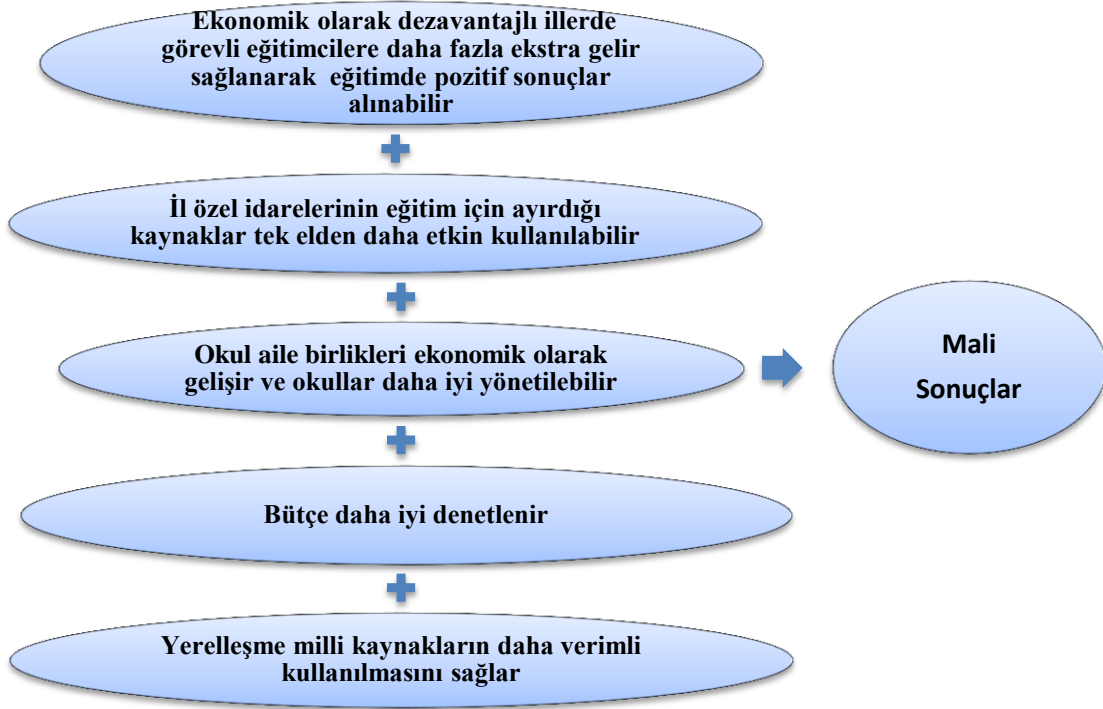 Ekonomik olarak dezavantajlı illerde
görevli eğitimcilere daha fazla ekstra gelir
sağlanarak eğitimde pozitif sonuçlar
alınabilir
İl özel idarelerinin eğitim için ayırdığı
kaynaklar tek elden daha etkin kullanılabilir
Okul aile birlikleri ekonomik olarak
gelişir ve okullar daha iyi yönetilebilir
Mali
Sonuçlar
Bütçe daha iyi denetlenir
Yerelleşme milli kaynakların daha verimli
kullanılmasını sağlar